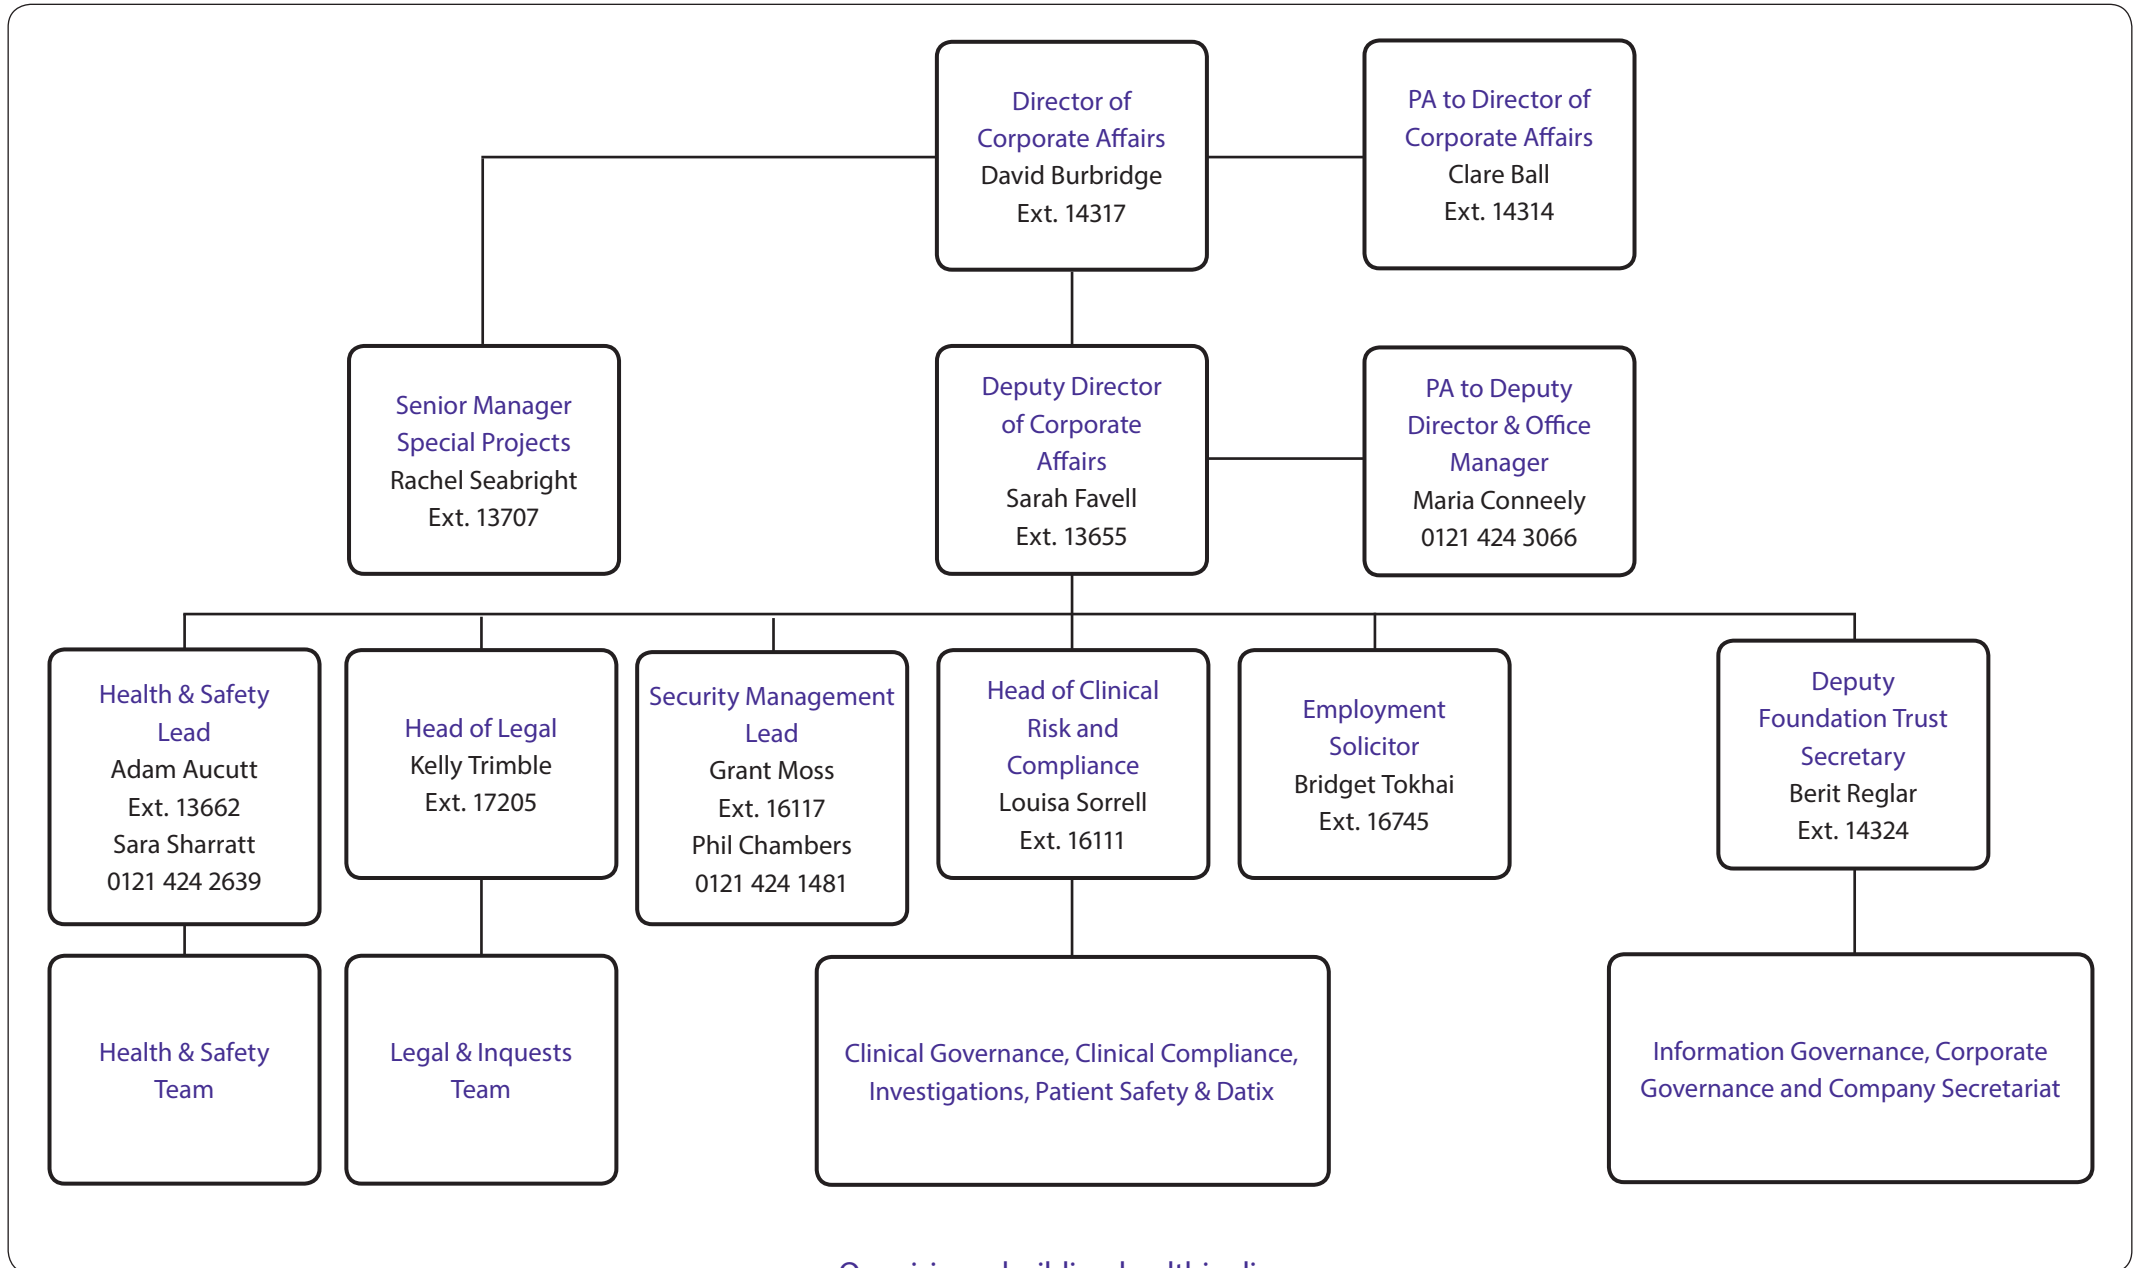 Director of
Corporate Affairs
David Burbridge
Ext. 14317
PA to Director of
Corporate Affairs
Clare Ball
Ext. 14314
Senior Manager
Special Projects
Rachel Seabright
Ext. 13707
Deputy Director
of Corporate
Affairs
Sarah Favell
Ext. 13655
PA to Deputy
Director & Office
Manager
Maria Conneely
0121 424 3066
Health & Safety
Lead
Adam Aucutt
Ext. 13662
Sara Sharratt
0121 424 2639
Head of Legal
Kelly Trimble
Ext. 17205
Security Management
Lead
Grant Moss
Ext. 16117
Phil Chambers
0121 424 1481
Head of Clinical
Risk and
Compliance
Louisa Sorrell
Ext. 16111
Employment
Solicitor
Bridget Tokhai
Ext. 16745
Deputy
Foundation Trust
Secretary
Berit Reglar
Ext. 14324
Health & Safety
Team
Legal & Inquests
Team
Clinical Governance, Clinical Compliance,
Investigations, Patient Safety & Datix
Information Governance, Corporate
Governance and Company Secretariat